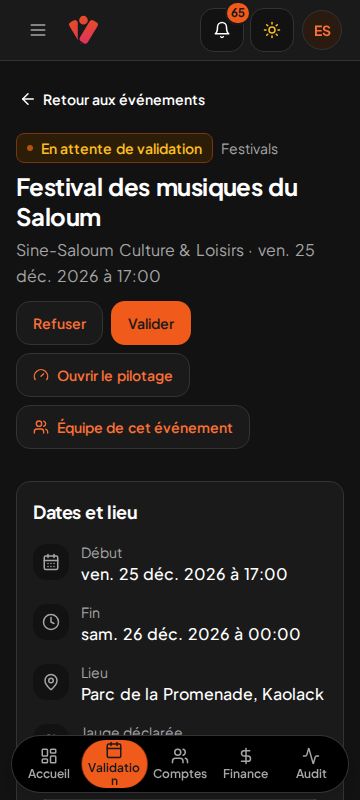 65
ES
Retour aux événements
En attente de validation
Festivals
Festival des musiques du
Saloum
Sine-Saloum Culture & Loisirs · ven. 25
déc. 2026 à 17:00
Refuser
Valider
Ouvrir le pilotage
Équipe de cet événement
Dates et lieu
Début
ven. 25 déc. 2026 à 17:00
Fin
sam. 26 déc. 2026 à 00:00
Lieu
Parc de la Promenade, Kaolack
Jauge déclarée
Accueil
Validatio
n
Comptes
Finance
Audit